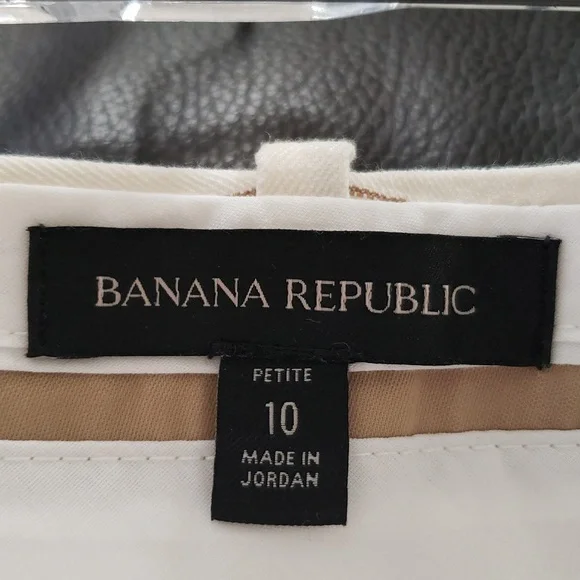 BANANA REPUBLIC
PETITE
10
MADE IN
JORDAN